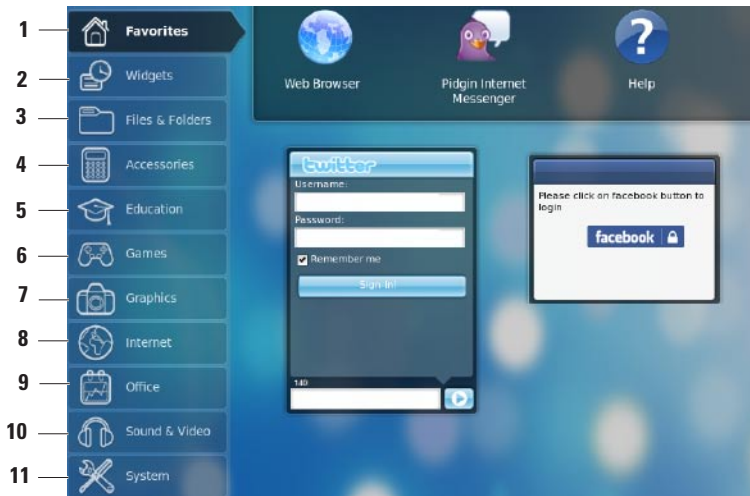 1
Favorites
2
Widgets
3
Files & Folders
4
Accessories
5
Education
6
Games
7
Graphics
8
Internet
9
Office
10
Sound & Video
11
System
Web Browser
Pidgin Internet
Messenger
Help
twitter
Username:
Password:
Remember me
Sign-In!
140
Please click on facebook button to
login
facebook